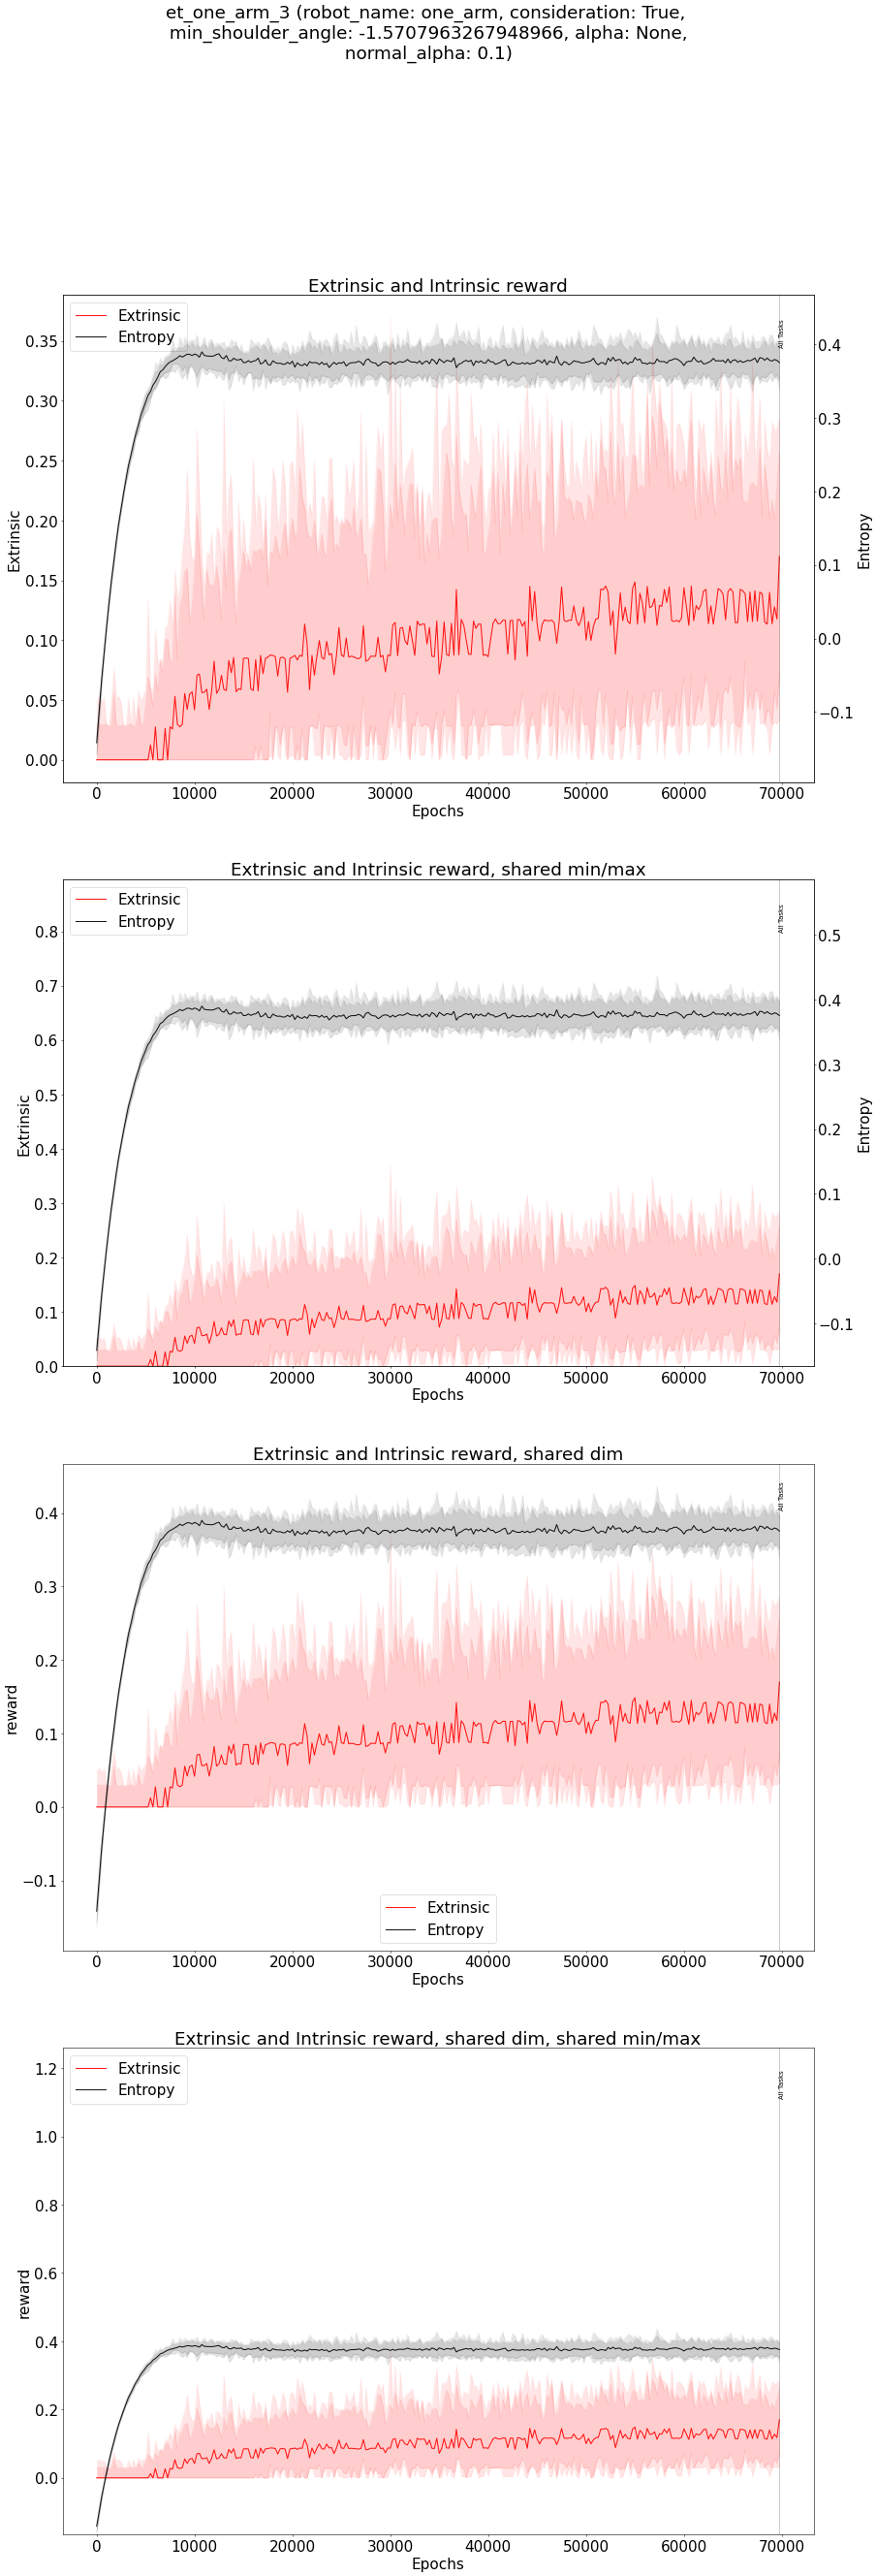 et_one_arm_3 (robot_name: one_arm, consideration: True,
min_shoulder_angle: -1.5707963267948966, alpha: None,
normal_alpha: 0.1)
Extrinsic and Intrinsic reward
Extrinsic
Entropy
All Tasks
0.35
0.30
0.25
0.20
0.15
0.10
0.05
0.00
Extrinsic
0.4
0.3
0.2
0.1
0.0
−0.1
Entropy
0 10000 20000 30000 40000 50000 60000 70000
Epochs
Extrinsic and Intrinsic reward, shared min/max
Extrinsic
Entropy
All Tasks
0.8
0.7
0.6
0.5
0.4
0.3
0.2
0.1
0.0
Extrinsic
0.5
0.4
0.3
0.2
0.1
0.0
−0.1
Entropy
0 10000 20000 30000 40000 50000 60000 70000
Epochs
Extrinsic and Intrinsic reward, shared dim
All Tasks
0.4
0.3
0.2
0.1
0.0
−0.1
reward
Extrinsic
Entropy
0 10000 20000 30000 40000 50000 60000 70000
Epochs
Extrinsic and Intrinsic reward, shared dim, shared min/max
Extrinsic
Entropy
All Tasks
1.2
1.0
0.8
0.6
0.4
0.2
0.0
reward
0 10000 20000 30000 40000 50000 60000 70000
Epochs